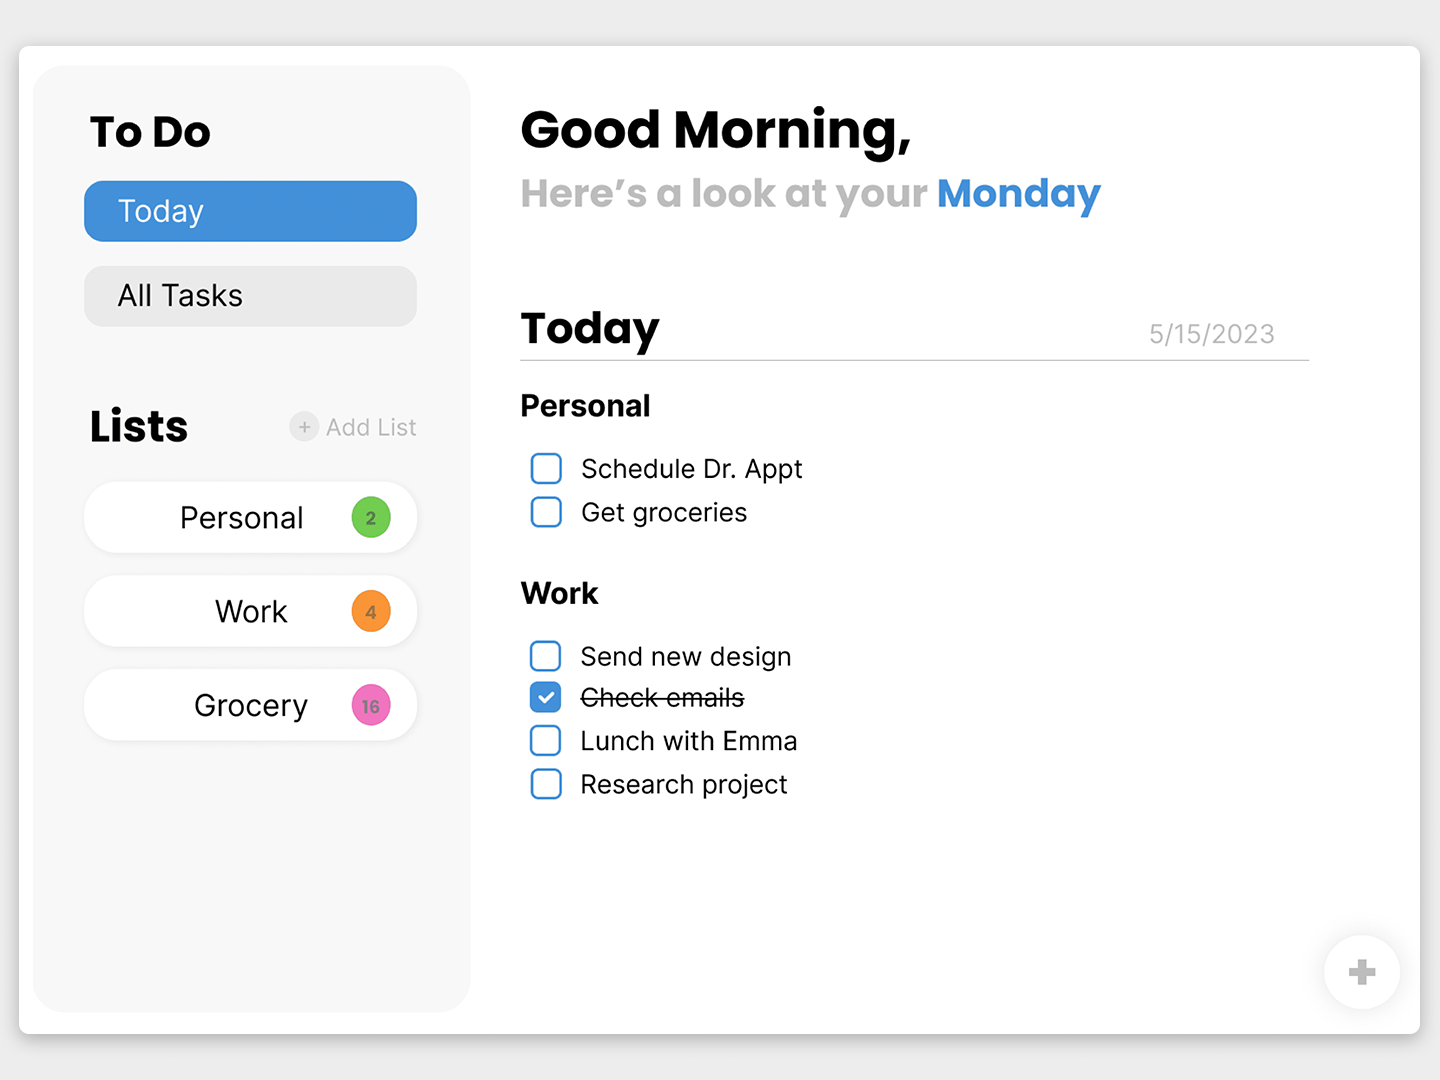 To Do
Today
All Tasks
Lists
+ Add List
Personal 2
Work 4
Grocery 16
Good Morning,
Here’s a look at your Monday
Today 5/15/2023
Personal
Schedule Dr. Appt
Get groceries
Work
Send new design
Check emails
Lunch with Emma
Research project